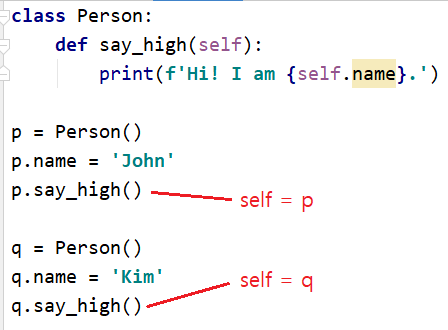 class Person:
    def say_high(self):
        print(f'Hi! I am {self.name}.')
p = Person()
p.name = 'John'
p.say_high()
self = p
q = Person()
q.name = 'Kim'
self = q
q.say_high()